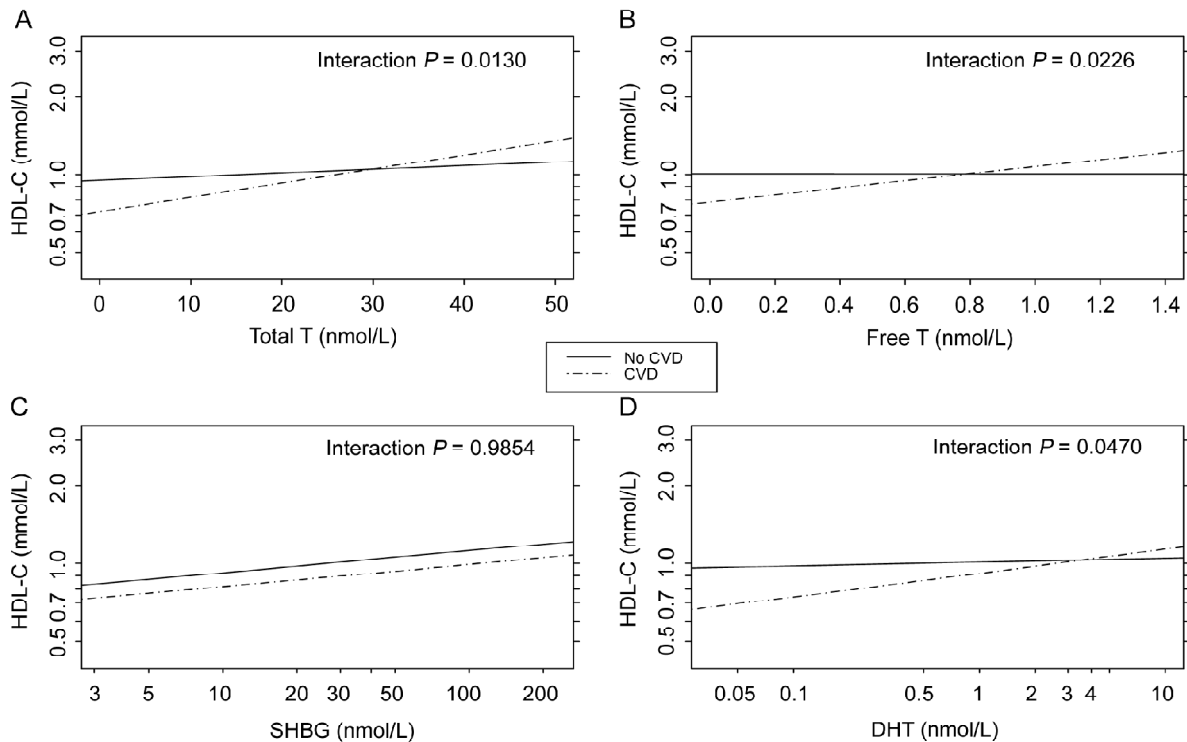 A
Interaction P = 0.0130
HDL-C (mmol/L)
3.0
2.0
1.0
0.7
0.5
0 10 20 30 40 50
Total T (nmol/L)
B
Interaction P = 0.0226
HDL-C (mmol/L)
3.0
2.0
1.0
0.7
0.5
0.0 0.2 0.4 0.6 0.8 1.0 1.2 1.4
Free T (nmol/L)
No CVD
CVD
C
Interaction P = 0.9854
HDL-C (mmol/L)
3.0
2.0
1.0
0.7
0.5
3 5 10 20 30 50 100 200
SHBG (nmol/L)
D
Interaction P = 0.0470
HDL-C (mmol/L)
3.0
2.0
1.0
0.7
0.5
0.05 0.1 0.5 1 2 3 4 10
DHT (nmol/L)